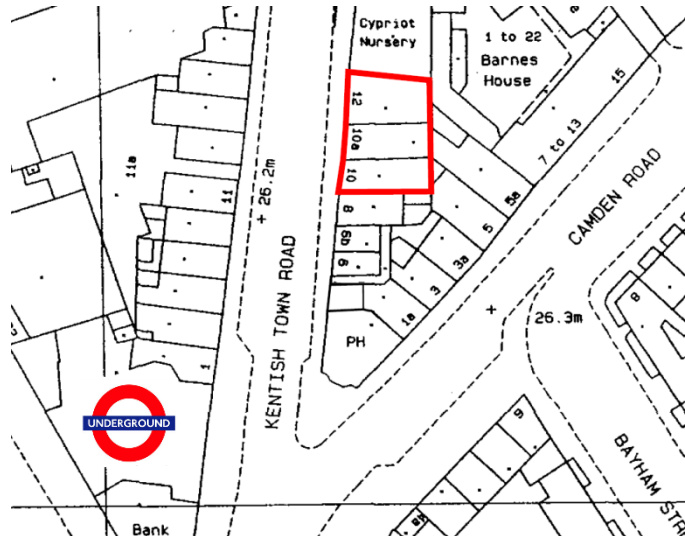 Cypriot
Nursery
1 to 22
Barnes
House
15
7 to 13
12
10a
10
8
6b
6
11a
E
11
+ 26.2m
KENTISH TOWN ROAD
CAMDEN ROAD
5a
5
3a
3
1a
PH
1
+ 26.3m
8
UNDERGROUND
9
4a
BAYHAM STR
Bank